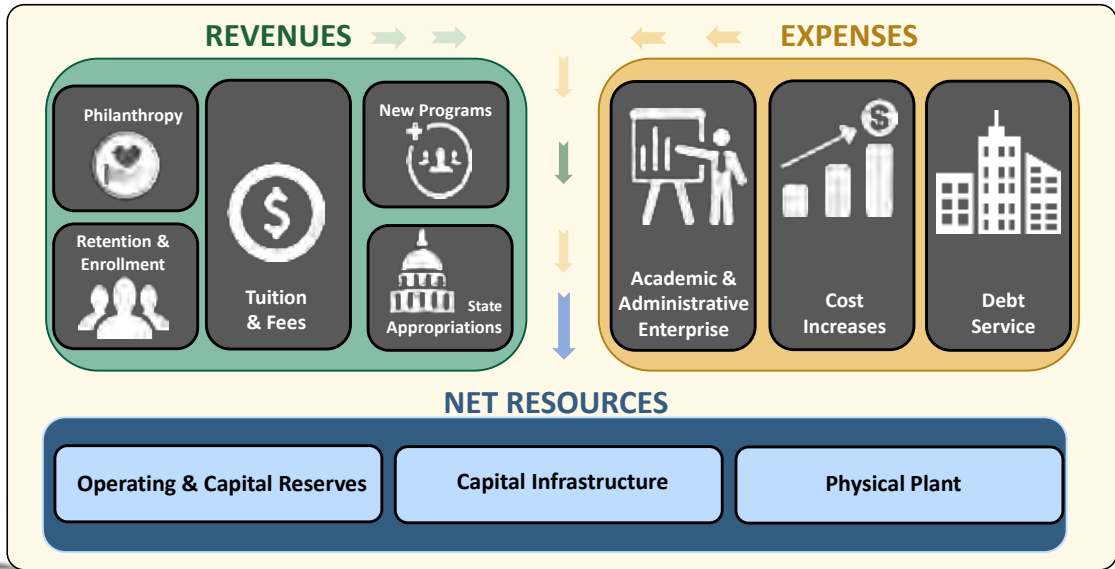 REVENUES
EXPENSES
Philanthropy
Retention &
Enrollment
$
Tuition
& Fees
New Programs
State
Appropriations
Academic &
Administrative
Enterprise
$
Cost
Increases
Debt
Service
NET RESOURCES
Operating & Capital Reserves
Capital Infrastructure
Physical Plant